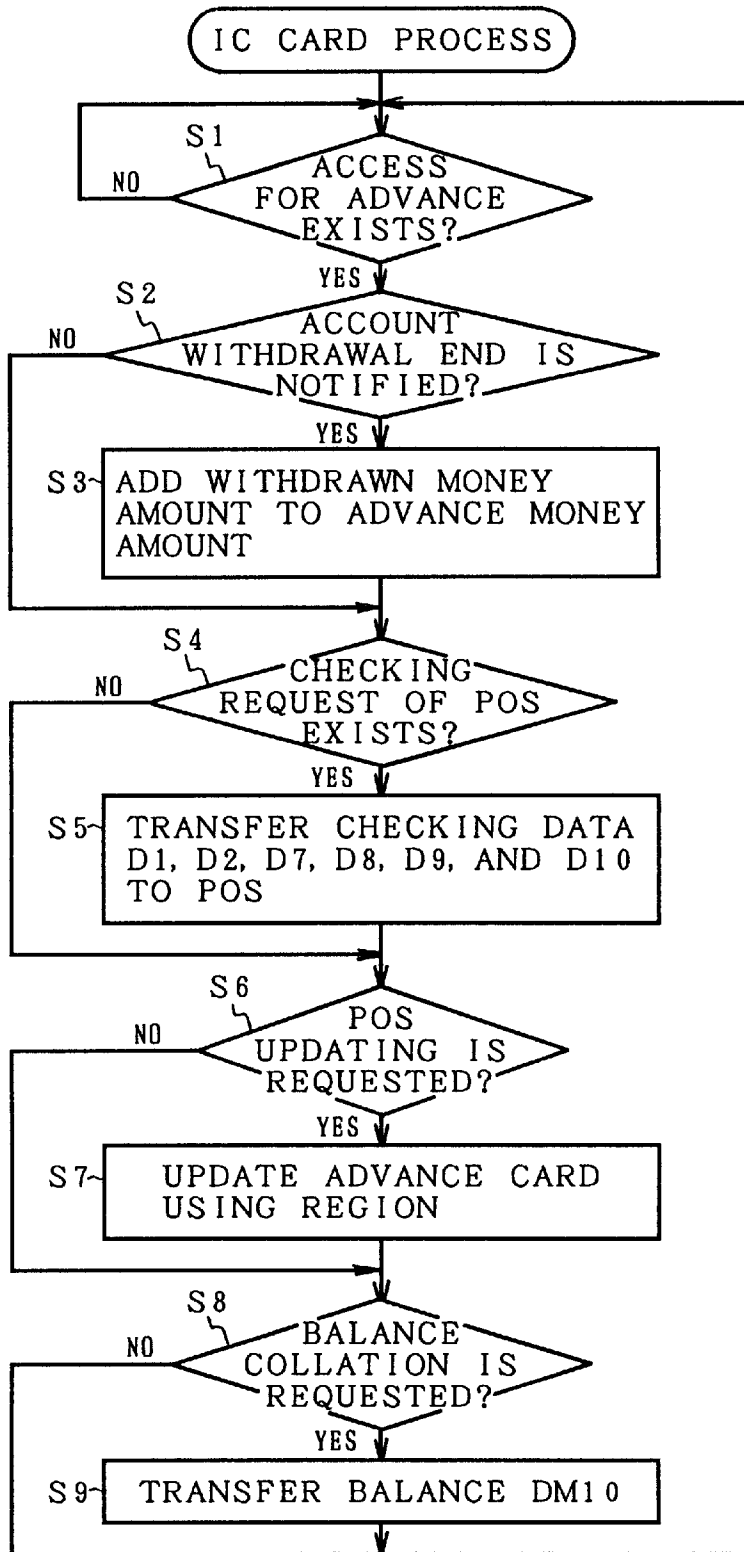 IC CARD PROCESS
S1
ACCESS
FOR ADVANCE
EXISTS?
NO
YES
S2
ACCOUNT
WITHDRAWAL END IS
NOTIFIED?
NO
YES
S3
ADD WITHDRAWN MONEY
AMOUNT TO ADVANCE MONEY
AMOUNT
S4
CHECKING
REQUEST OF POS
EXISTS?
NO
YES
S5
TRANSFER CHECKING DATA
D1, D2, D7, D8, D9, AND D10
TO POS
S6
POS
UPDATING IS
REQUESTED?
NO
YES
S7
UPDATE ADVANCE CARD
USING REGION
S8
BALANCE
COLLATION IS
REQUESTED?
NO
YES
S9
TRANSFER BALANCE DM10